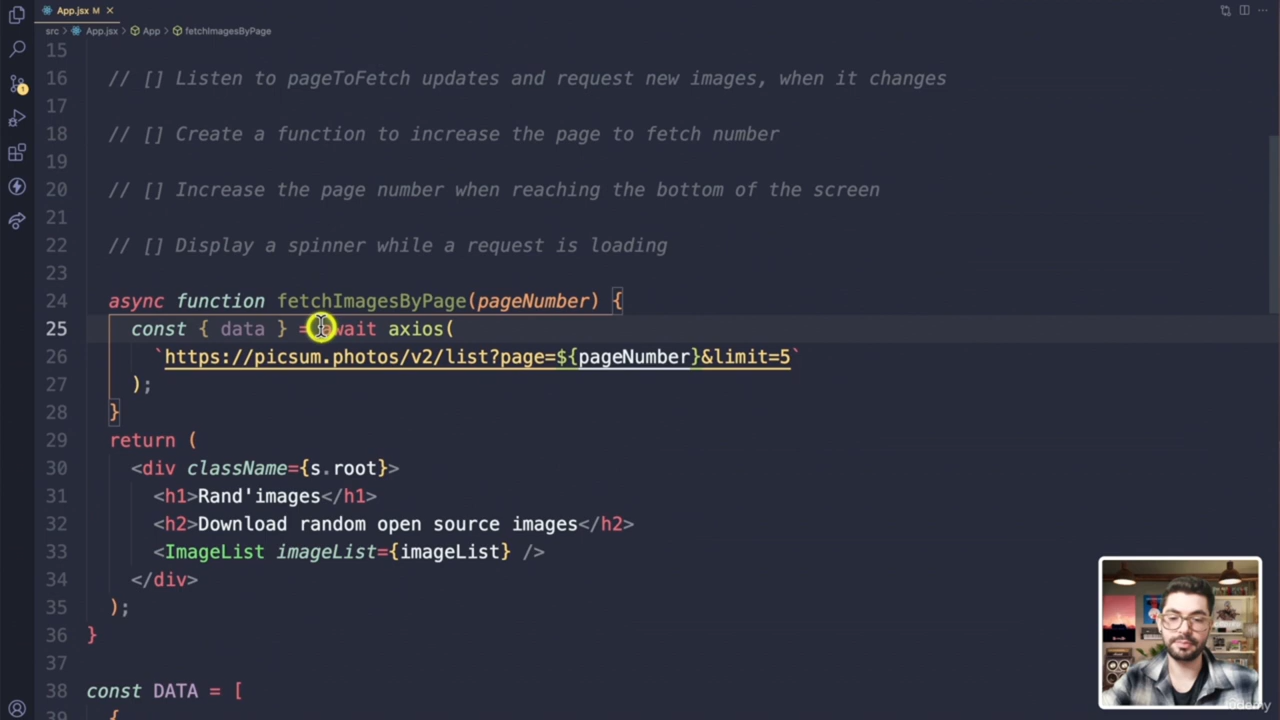 App.jsx M ×
src > App.jsx > App > fetchImagesByPage
15
16 // [] Listen to pageToFetch updates and request new images, when it changes
17
18 // [] Create a function to increase the page to fetch number
19
20 // [] Increase the page number when reaching the bottom of the screen
21
22 // [] Display a spinner while a request is loading
23
24 async function fetchImagesByPage(pageNumber) {
25 const { data } = await axios(
26 `https://picsum.photos/v2/list?page=${pageNumber}&limit=5`
27 );
28 }
29 return (
30 <div className={s.root}>
31 <h1>Rand'images</h1>
32 <h2>Download random open source images</h2>
33 <ImageList imageList={imageList} />
34 </div>
35 );
36 }
37
38 const DATA = [
39 {
udemy